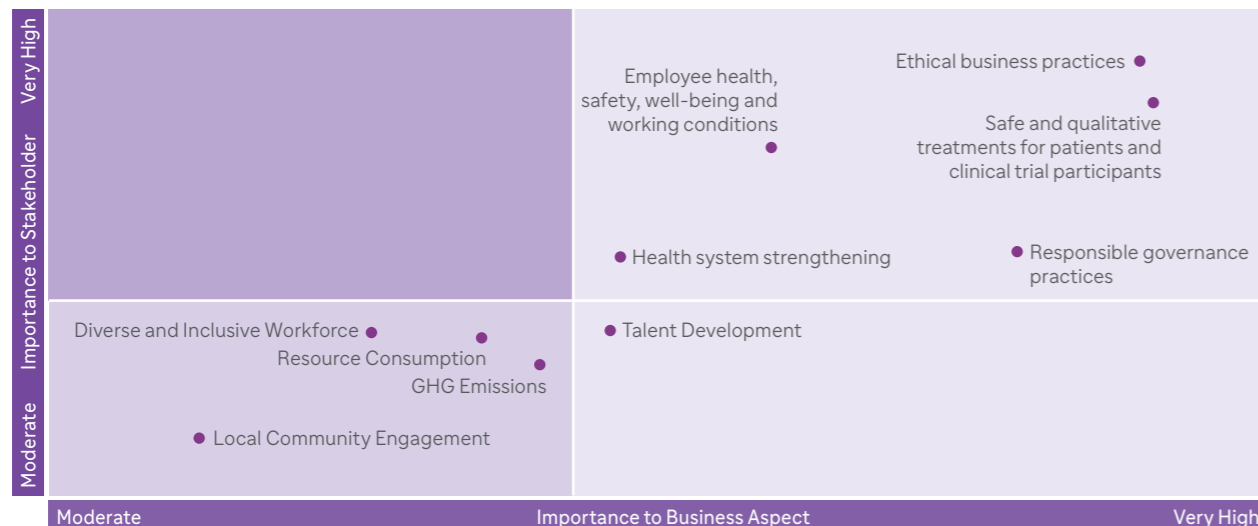 Very High
Importance to Stakeholder
Moderate
Employee health,
safety, well-being and
working conditions
Ethical business practices
Safe and qualitative
treatments for patients and
clinical trial participants
Health system strengthening
Responsible governance
practices
Diverse and Inclusive Workforce
Resource Consumption
GHG Emissions
Talent Development
Local Community Engagement
Moderate
Importance to Business Aspect
Very High